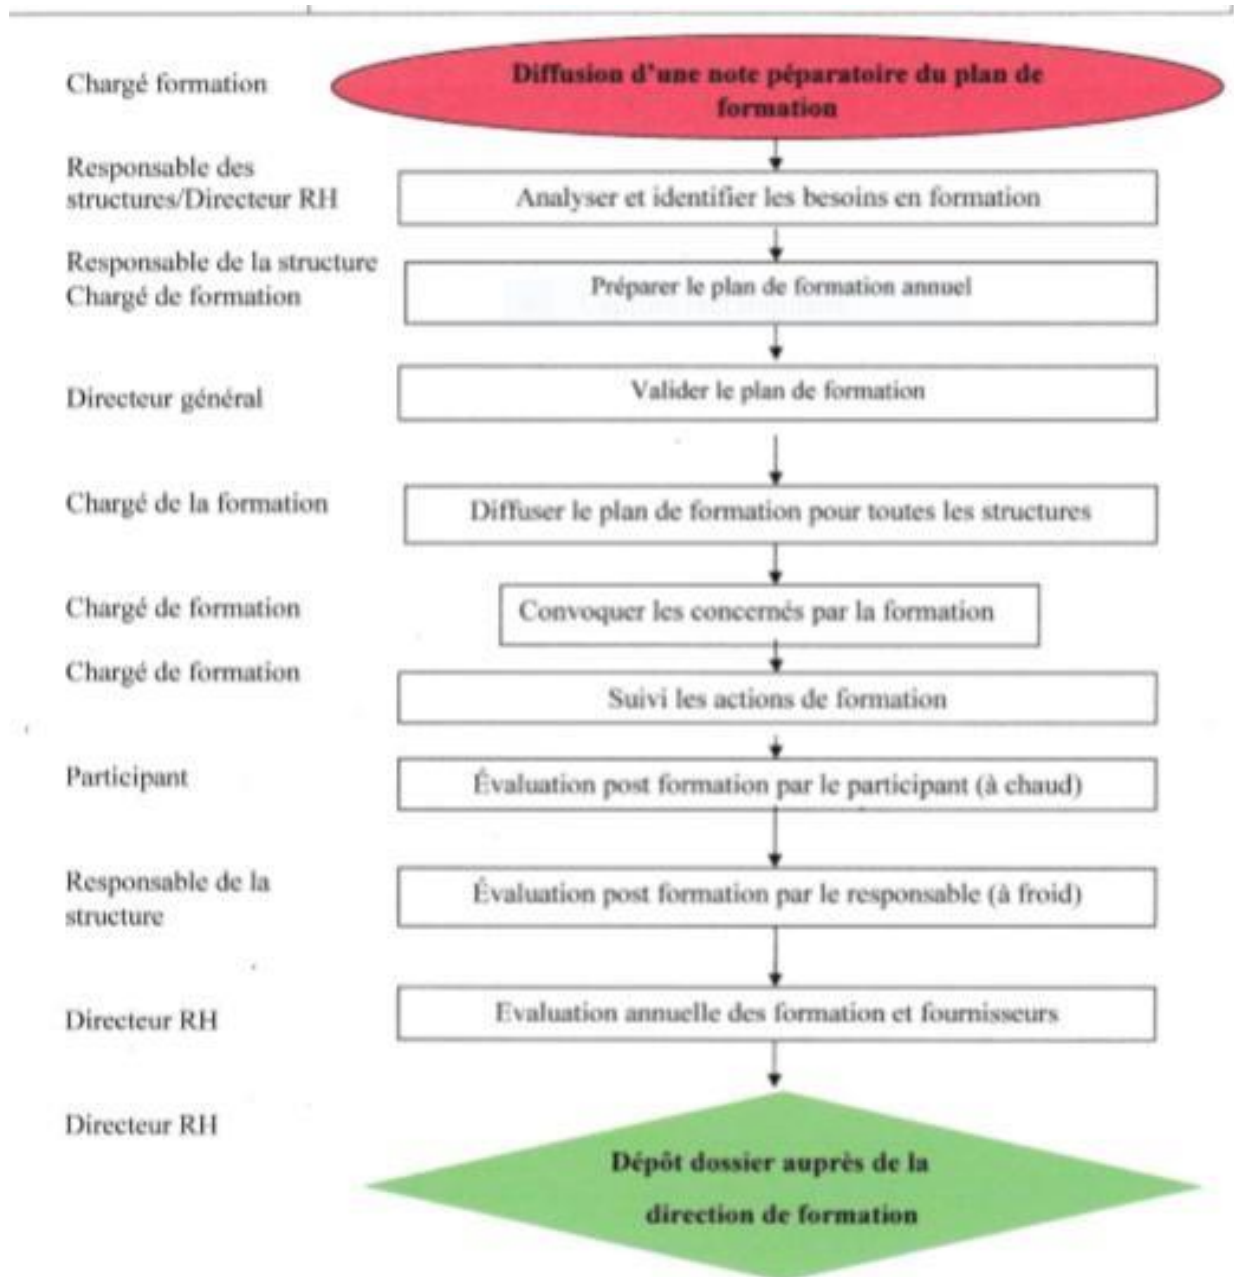 Chargé formation
Diffusion d'une note péparatoire du plan de
formation
Responsable des
structures/Directeur RH
Analyser et identifier les besoins en formation
Responsable de la structure
Chargé de formation
Préparer le plan de formation annuel
Directeur général
Valider le plan de formation
Chargé de la formation
Diffuser le plan de formation pour toutes les structures
Chargé de formation
Convoquer les concernés par la formation
Chargé de formation
Suivi les actions de formation
Participant
Évaluation post formation par le participant (à chaud)
Responsable de la
structure
Évaluation post formation par le responsable (à froid)
Directeur RH
Evaluation annuelle des formation et fournisseurs
Directeur RH
Dépôt dossier auprès de la
direction de formation